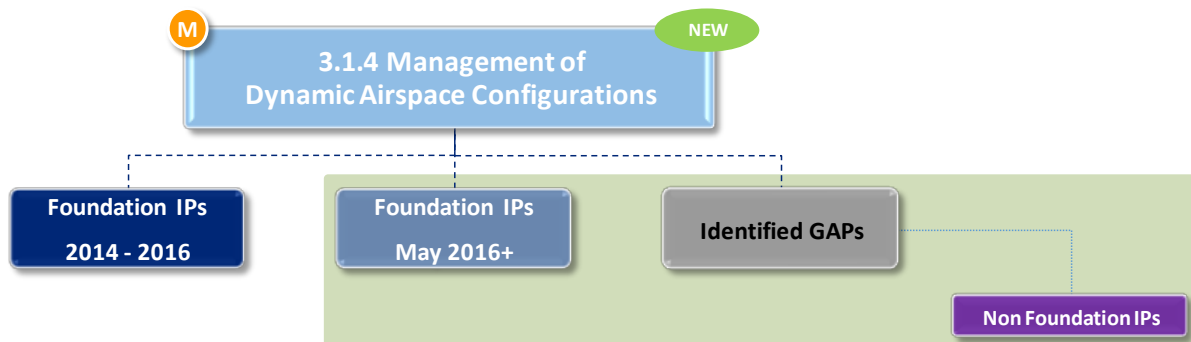 M
NEW
3.1.4 Management of
Dynamic Airspace Configurations
Foundation IPs
2014 - 2016
Foundation IPs
May 2016+
Identified GAPs
Non Foundation IPs